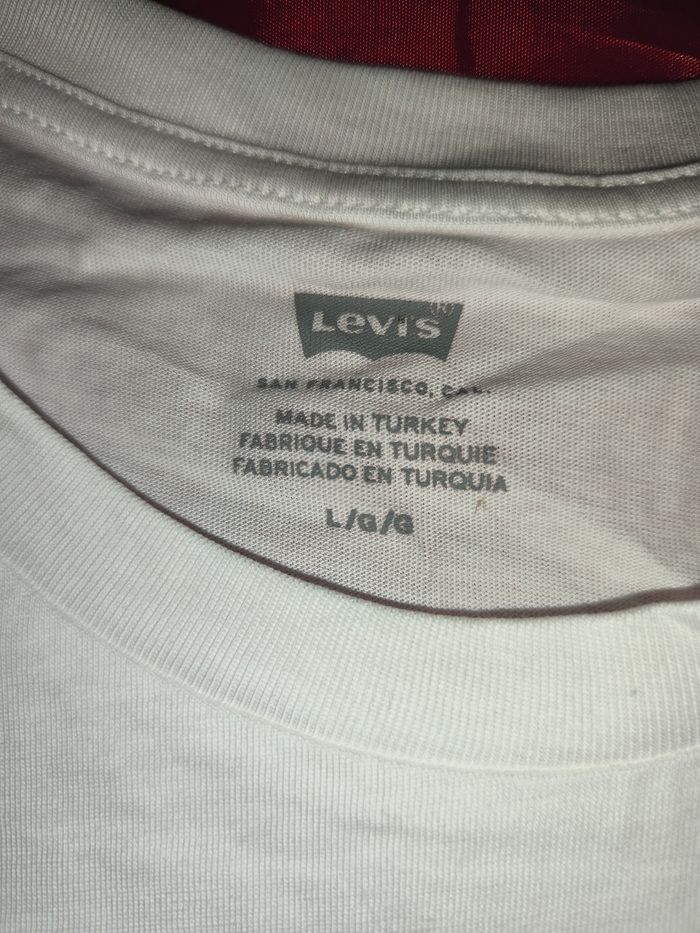 Levi's
SAN FRANCISCO, CAL.
MADE IN TURKEY
FABRIQUE EN TURQUIE
FABRICADO EN TURQUIA
L/G/G